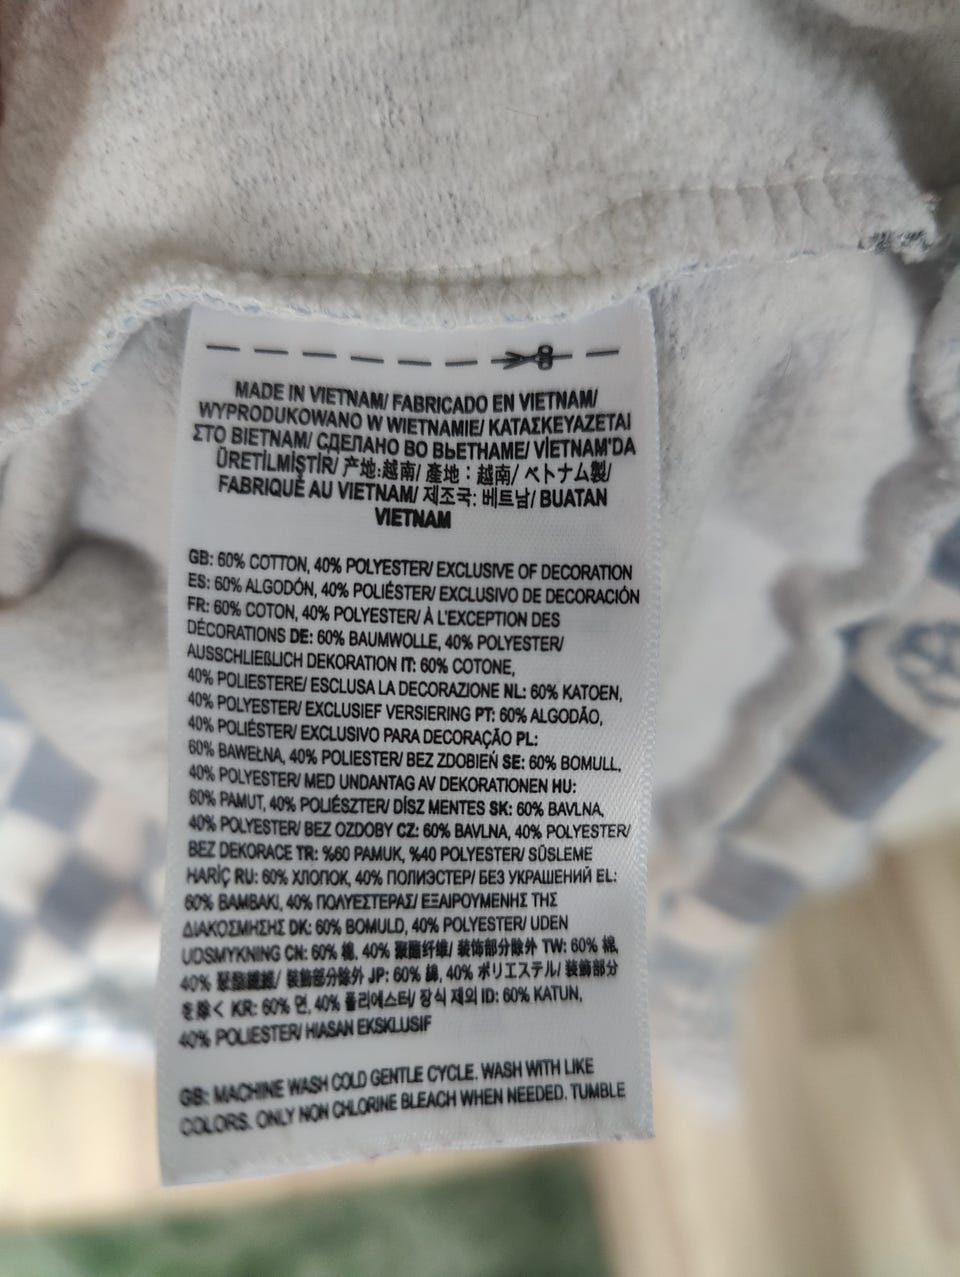 MADE IN VIETNAM/ FABRICADO EN VIETNAM/
WYPRODUKOWANO W WIETNAMIE/ ΚΑΤΑΣΚΕΥΑΖΕΤΑΙ
ΣΤΟ ΒΙΕΤΝΑΜ/ СДЕЛАНО ВО ВЬЕТНАМЕ/ VİETNAM'DA
ÜRETİLMİŞTİR/ 产地:越南/ 產地：越南/ ベトナム製/
FABRIQUÉ AU VIETNAM/ 제조국: 베트남/ BUATAN
VIETNAM
GB: 60% COTTON, 40% POLYESTER/ EXCLUSIVE OF DECORATION
ES: 60% ALGODÓN, 40% POLIÉSTER/ EXCLUSIVO DE DECORACIÓN
FR: 60% COTON, 40% POLYESTER/ À L'EXCEPTION DES
DÉCORATIONS DE: 60% BAUMWOLLE, 40% POLYESTER/
AUSSCHLIEßLICH DEKORATION IT: 60% COTONE,
40% POLIESTERE/ ESCLUSA LA DECORAZIONE NL: 60% KATOEN,
40% POLYESTER/ EXCLUSIEF VERSIERING PT: 60% ALGODÃO,
40% POLIÉSTER/ EXCLUSIVO PARA DECORAÇÃO PL:
60% BAWEŁNA, 40% POLIESTER/ BEZ ZDOBIEŃ SE: 60% BOMULL,
40% POLYESTER/ MED UNDANTAG AV DEKORATIONEN HU:
60% PAMUT, 40% POLIÉSZTER/ DÍSZ MENTES SK: 60% BAVLNA,
40% POLYESTER/ BEZ OZDOBY CZ: 60% BAVLNA, 40% POLYESTER/
BEZ DEKORACE TR: %60 PAMUK, %40 POLYESTER/ SÜSLEME
HARİÇ RU: 60% ХЛОПОК, 40% ПОЛИЭСТЕР/ БЕЗ УКРАШЕНИЙ EL:
60% ΒΑΜΒΑΚΙ, 40% ΠΟΛΥΕΣΤΕΡΑΣ/ ΕΞΑΙΡΟΥΜΕΝΗΣ ΤΗΣ
ΔΙΑΚΟΣΜΗΣΗΣ DK: 60% BOMULD, 40% POLYESTER/ UDEN
UDSMYKNING CN: 60% 棉, 40% 聚酯纤维/ 装饰部分除外 TW: 60% 棉,
40% 聚酯纖維/ 裝飾部分除外 JP: 60% 綿, 40% ポリエステル/ 装飾部分
を除く KR: 60% 면, 40% 폴리에스터/ 장식 제외 ID: 60% KATUN,
40% POLIESTER/ HIASAN EKSKLUSIF
GB: MACHINE WASH COLD GENTLE CYCLE. WASH WITH LIKE
COLORS. ONLY NON CHLORINE BLEACH WHEN NEEDED. TUMBLE